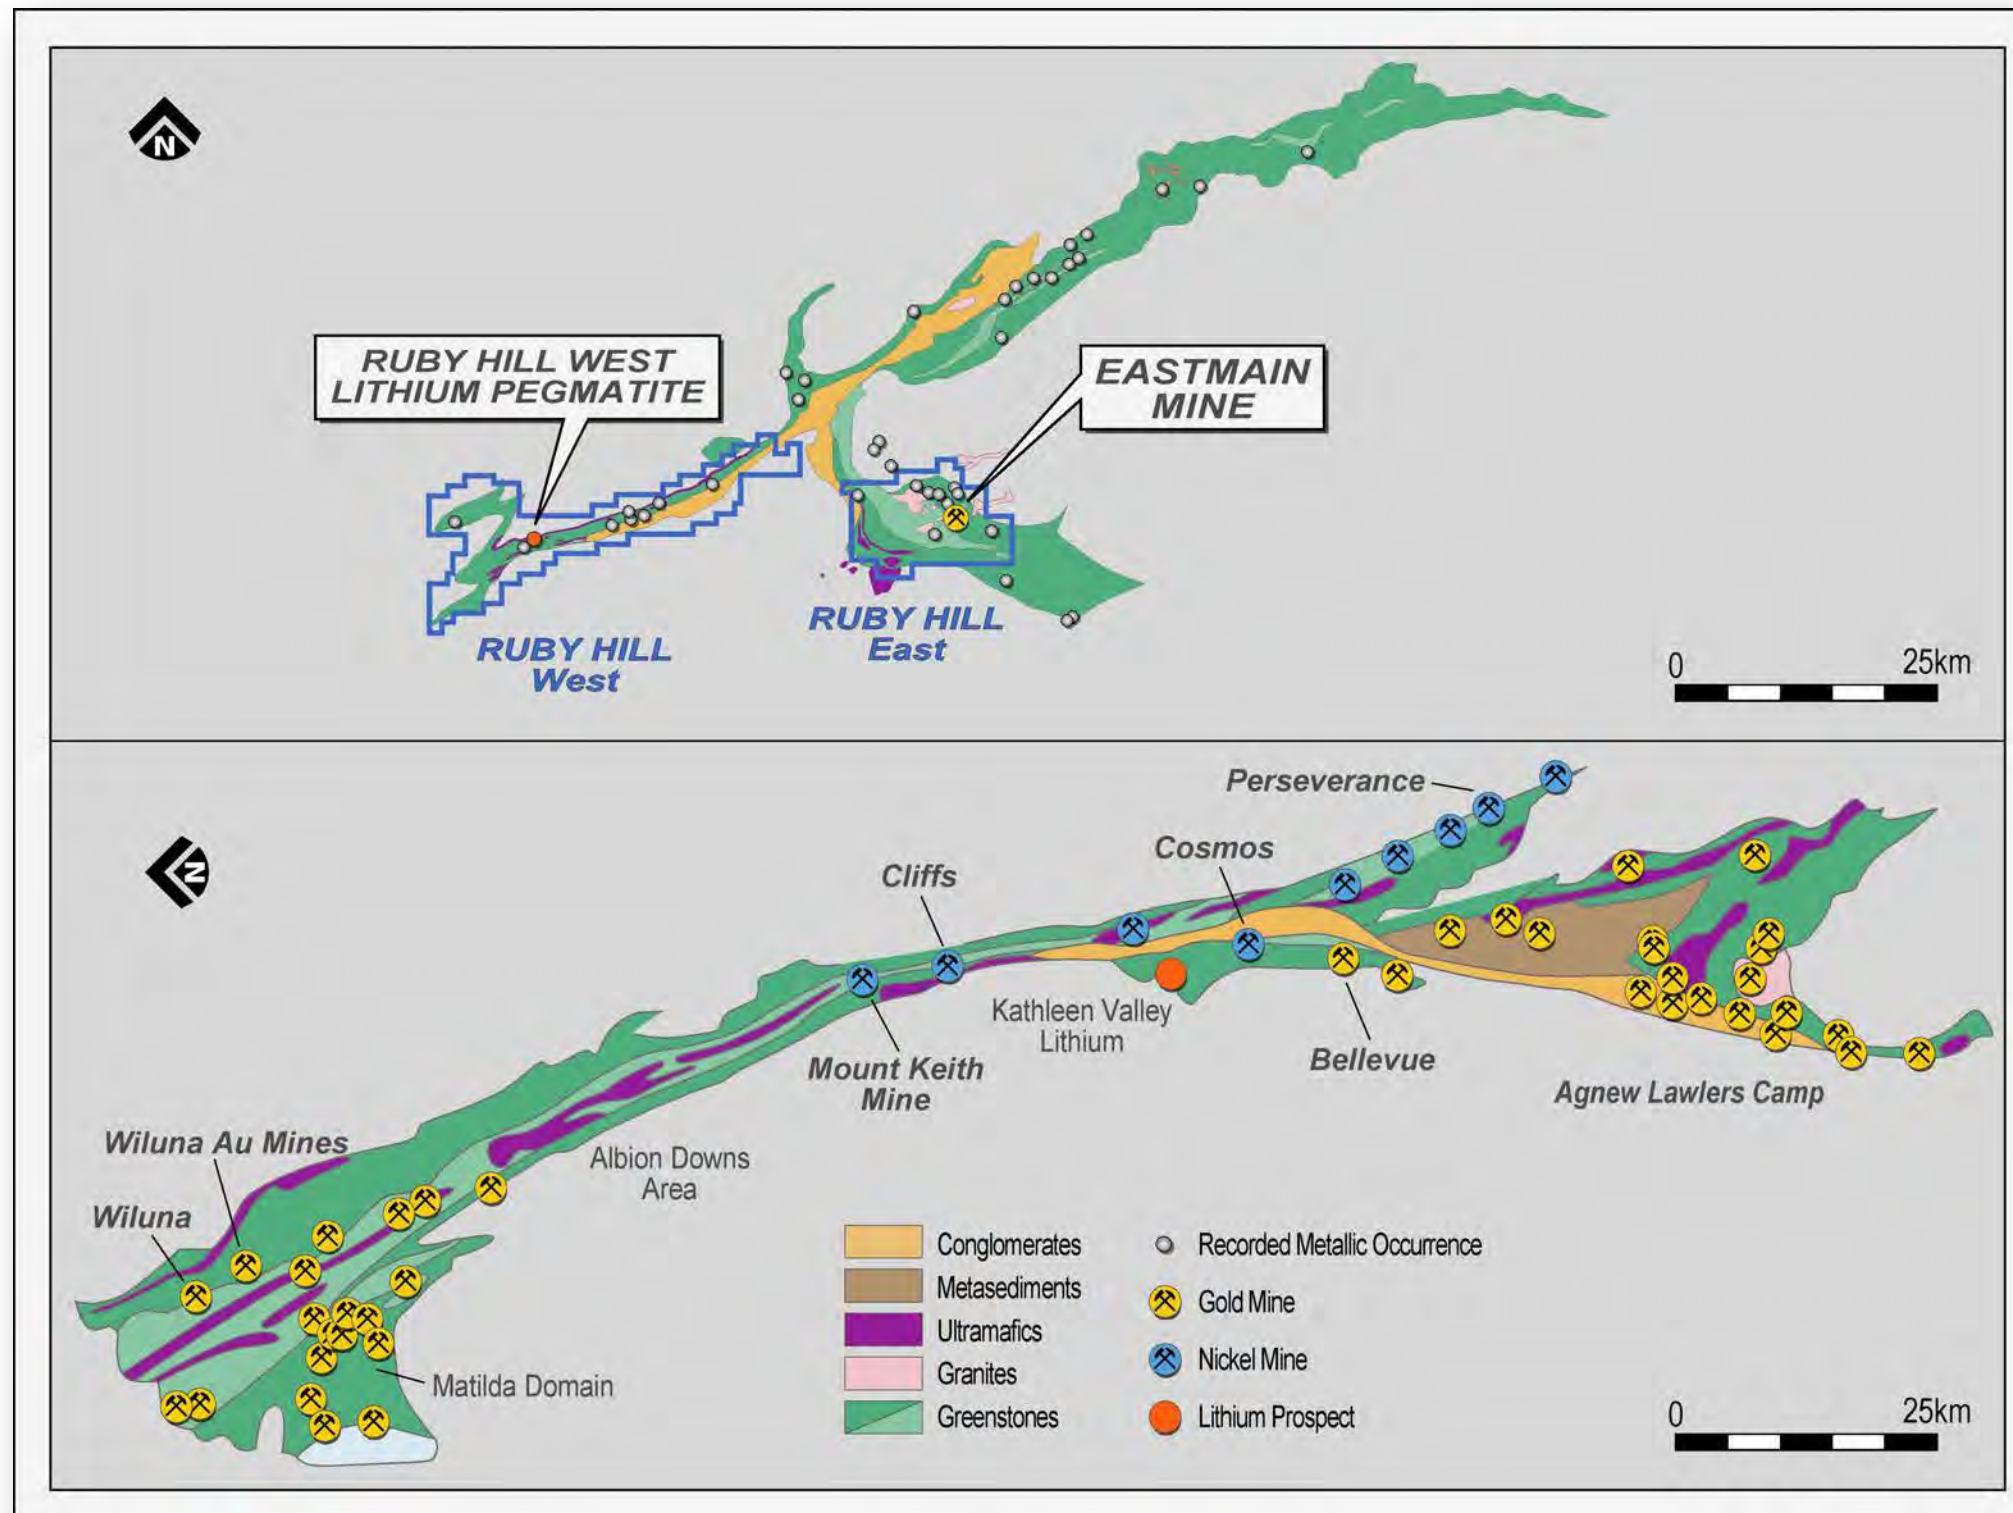 N
RUBY HILL WEST
LITHIUM PEGMATITE
EASTMAIN
MINE
RUBY HILL
West
RUBY HILL
East
0 25km
N
Perseverance
Cosmos
Cliffs
Kathleen Valley
Lithium
Mount Keith
Mine
Bellevue
Agnew Lawlers Camp
Wiluna Au Mines
Albion Downs
Area
Wiluna
Matilda Domain
Conglomerates
Metasediments
Ultramafics
Granites
Greenstones
Recorded Metallic Occurrence
Gold Mine
Nickel Mine
Lithium Prospect
0 25km